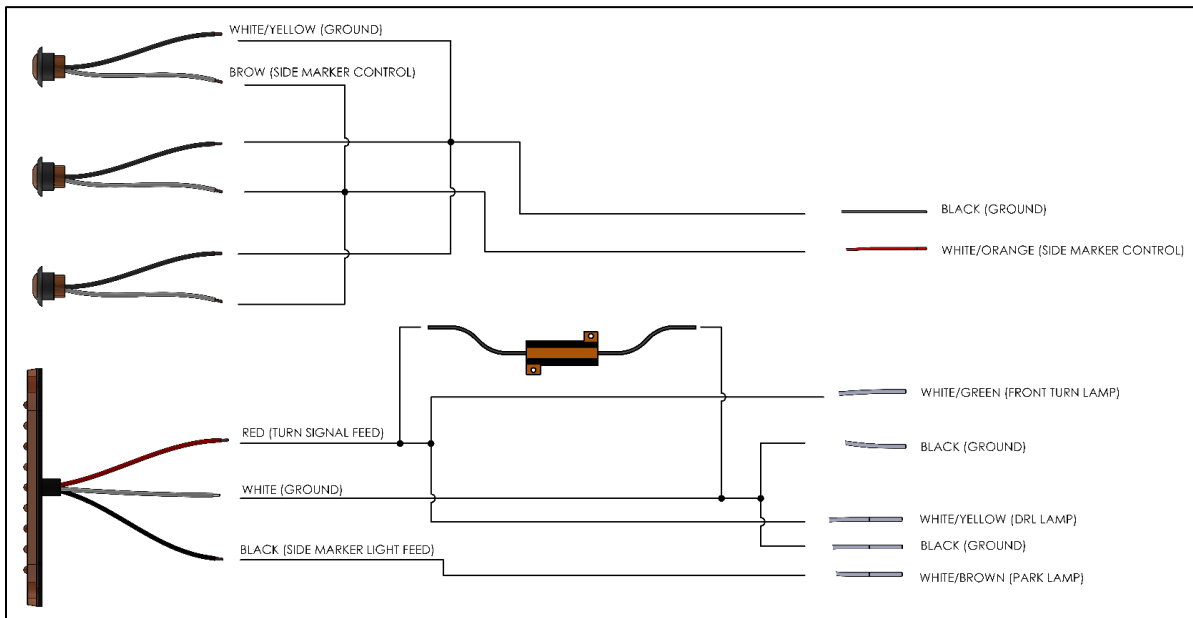 WHITE/YELLOW (GROUND)
BROW (SIDE MARKER CONTROL)
BLACK (GROUND)
WHITE/ORANGE (SIDE MARKER CONTROL)
WHITE/GREEN (FRONT TURN LAMP)
RED (TURN SIGNAL FEED)
BLACK (GROUND)
WHITE (GROUND)
WHITE/YELLOW (DRL LAMP)
BLACK (GROUND)
BLACK (SIDE MARKER LIGHT FEED)
WHITE/BROWN (PARK LAMP)